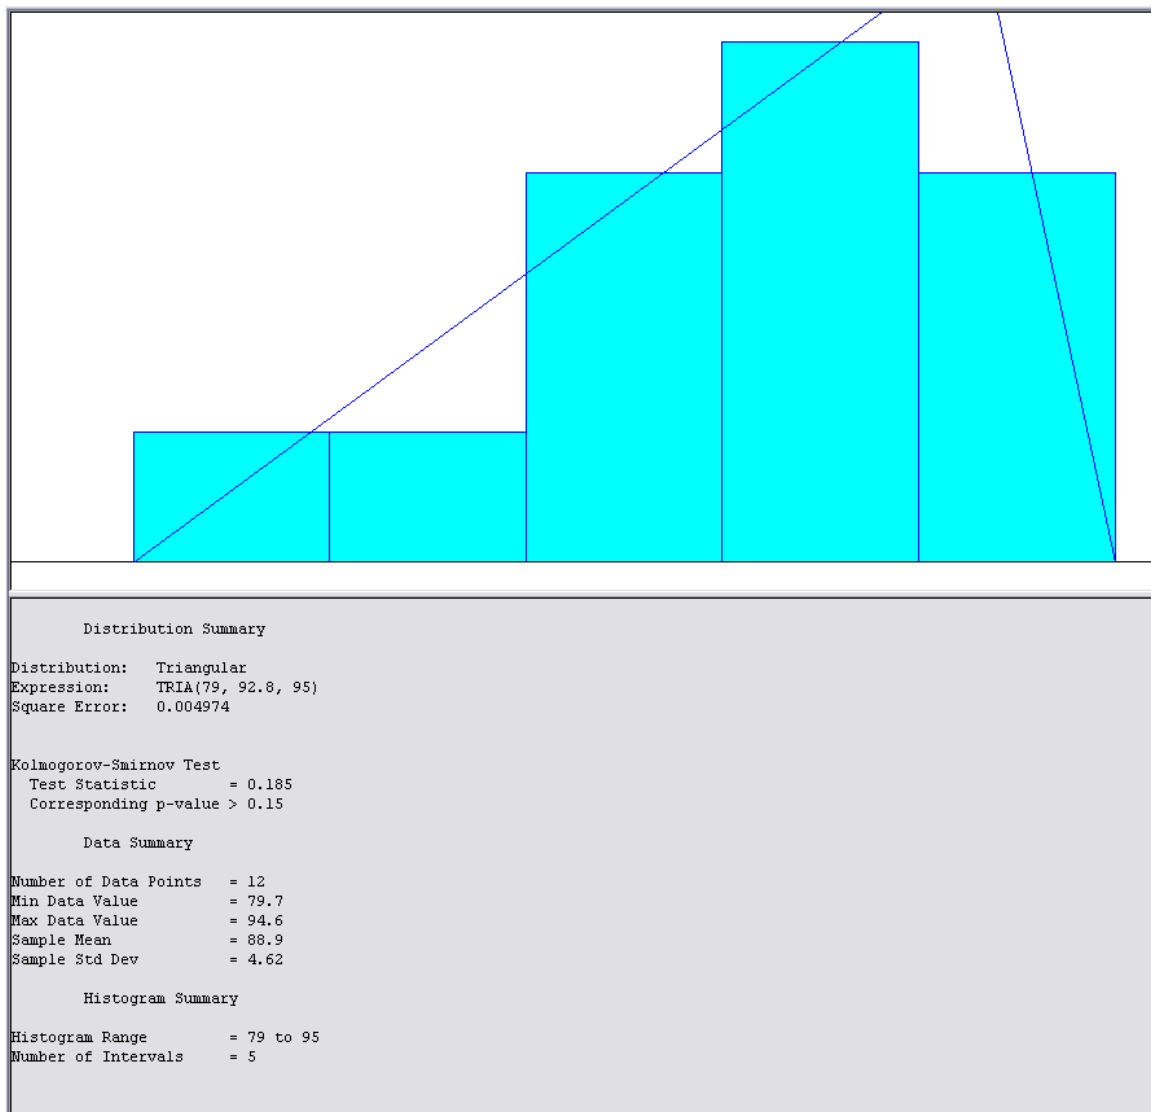 Distribution Summary
Distribution: Triangular
Expression: TRIA(79, 92.8, 95)
Square Error: 0.004974
Kolmogorov-Smirnov Test
Test Statistic = 0.185
Corresponding p-value > 0.15
Data Summary
Number of Data Points = 12
Min Data Value = 79.7
Max Data Value = 94.6
Sample Mean = 88.9
Sample Std Dev = 4.62
Histogram Summary
Histogram Range = 79 to 95
Number of Intervals = 5